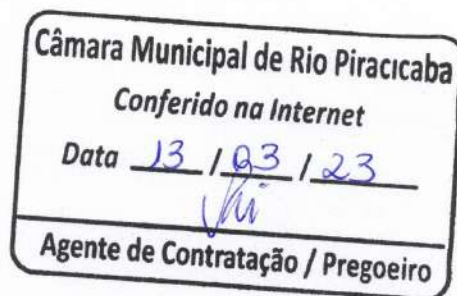 Câmara Municipal de Rio Piracicaba
Conferido na Internet
Data 13 / 03 / 23
Agente de Contratação / Pregoeiro